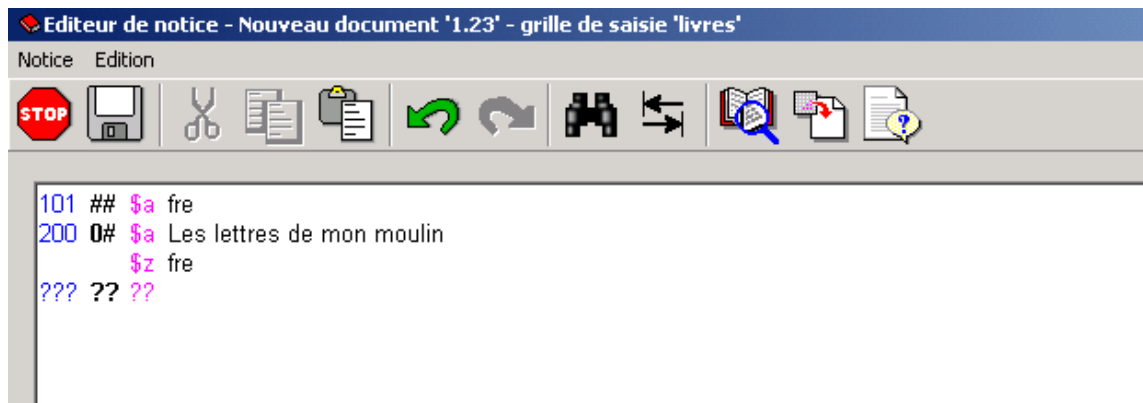 Editeur de notice - Nouveau document '1.23' - grille de saisie 'livres'
Notice Edition
STOP
?
101 ## $a fre
200 0# $a Les lettres de mon moulin
$z fre
??? ?? ??